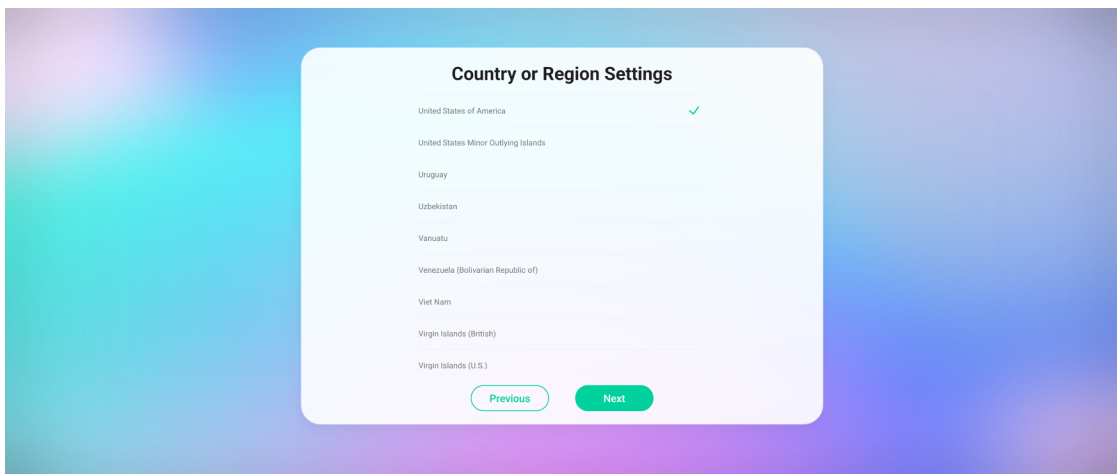 Country or Region Settings
United States of America
United States Minor Outlying Islands
Uruguay
Uzbekistan
Vanuatu
Venezuela (Bolivarian Republic of)
Viet Nam
Virgin Islands (British)
Virgin Islands (U.S.)
Previous Next